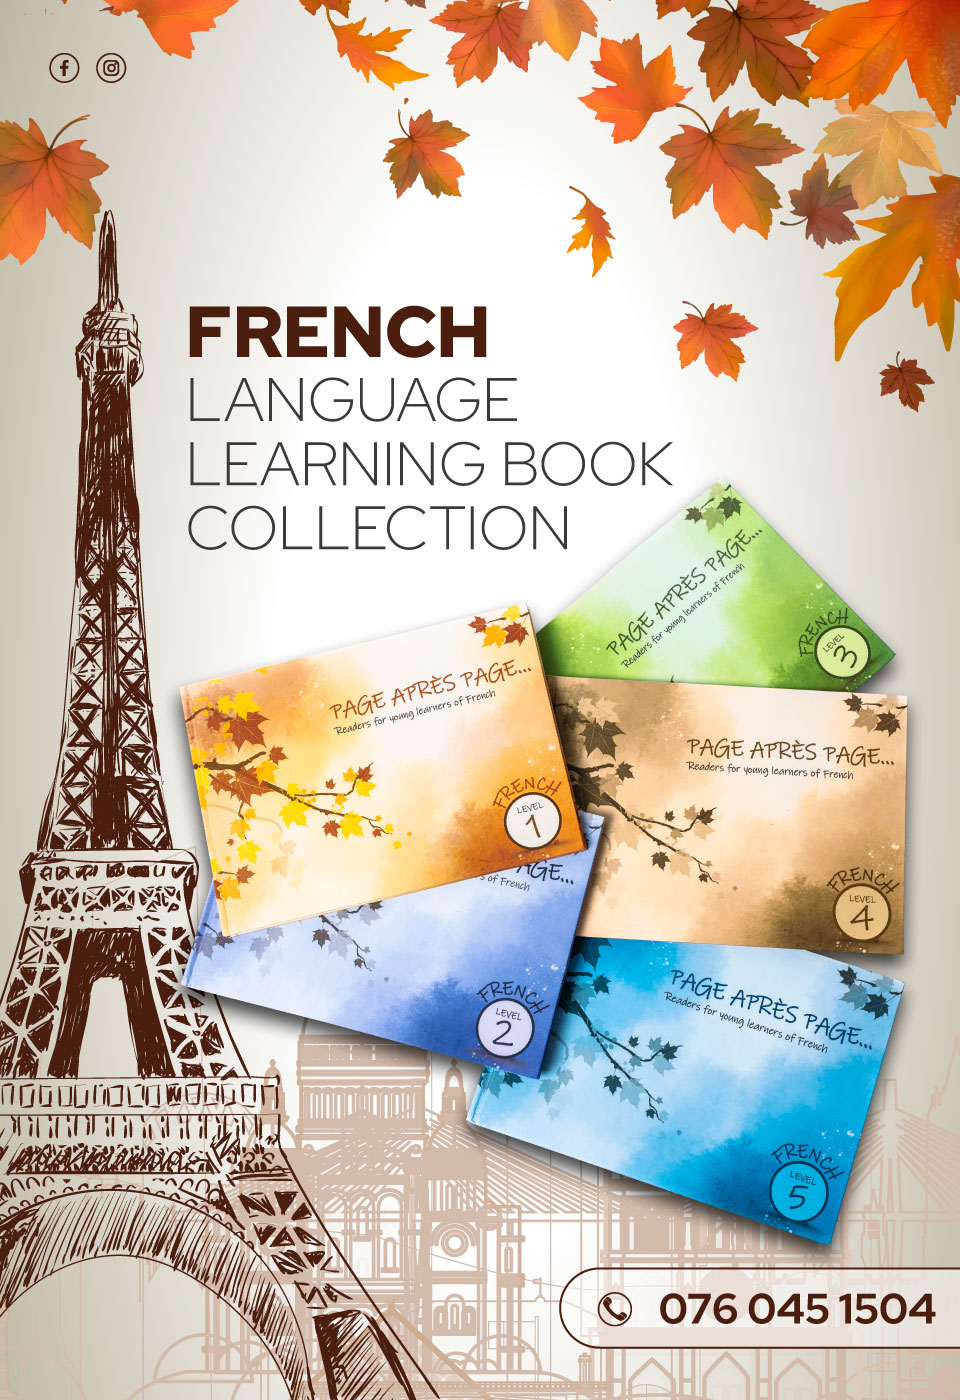 FRENCH
LANGUAGE
LEARNING BOOK
COLLECTION
PAGE APRÈS PAGE...
Readers for young learners of French
FRENCH
LEVEL
3
PAGE APRÈS PAGE...
Readers for young learners of French
FRENCH
LEVEL
1
PAGE APRÈS PAGE...
Readers for young learners of French
FRENCH
LEVEL
4
AGE...
s of French
FRENCH
LEVEL
2
PAGE APRÈS PAGE...
Readers for young learners of French
FRENCH
LEVEL
5
076 045 1504